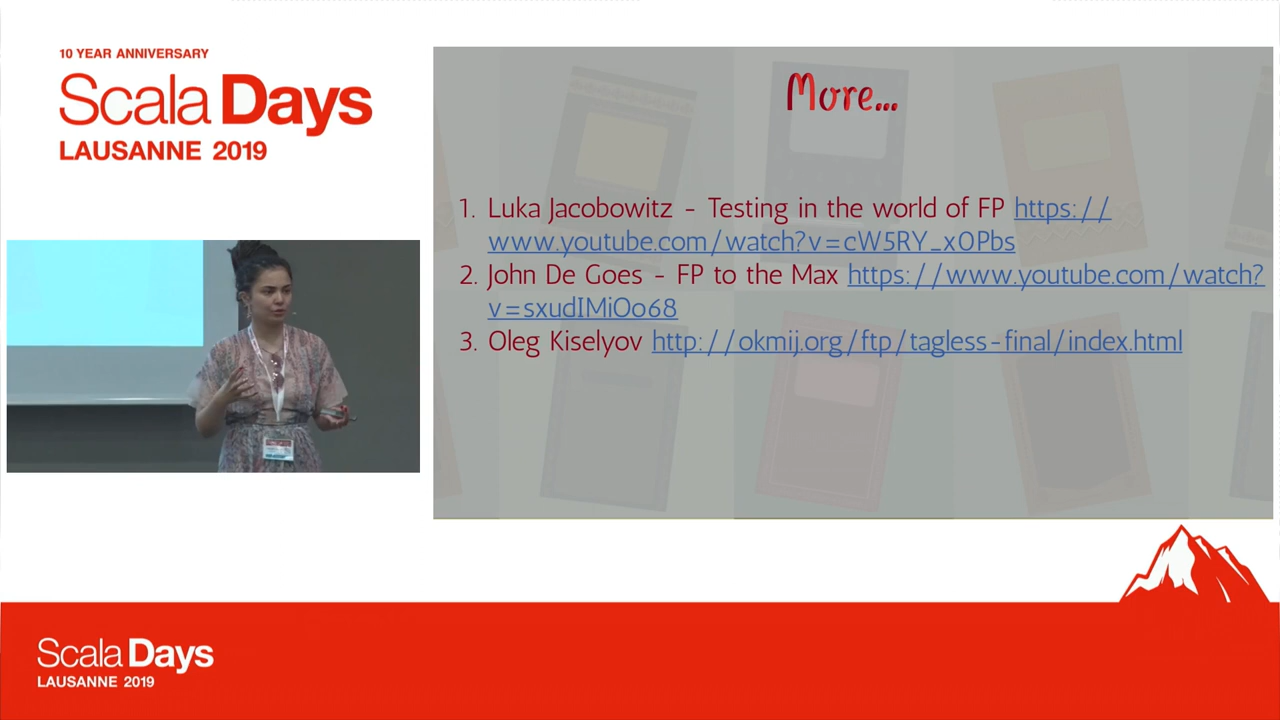 10 YEAR ANNIVERSARY
Scala Days
LAUSANNE 2019
More...
1. Luka Jacobowitz - Testing in the world of FP https://
www.youtube.com/watch?v=cW5RY_x0Pbs
2. John De Goes - FP to the Max https://www.youtube.com/watch?
v=sxudIMiOo68
3. Oleg Kiselyov http://okmij.org/ftp/tagless-final/index.html
Scala Days
LAUSANNE 2019